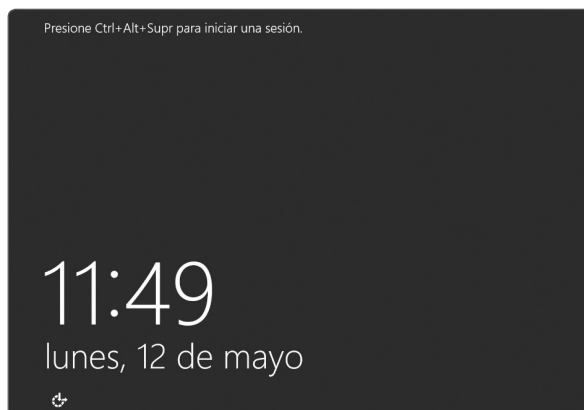 Presione Ctrl+Alt+Supr para iniciar una sesión.
11:49
lunes, 12 de mayo